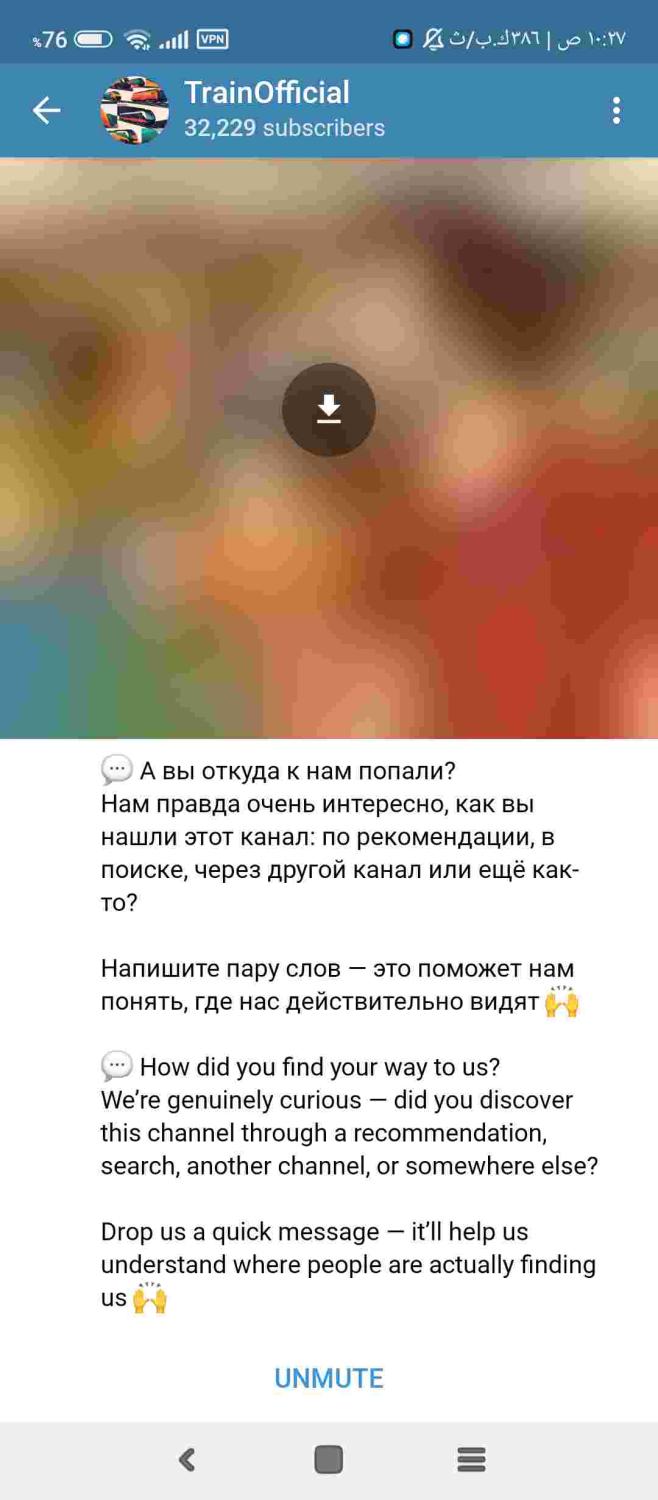 %76 VPN ١٠:٢٧ ص | ٣٨٦ك.ب/ث
TrainOfficial
32,229 subscribers
💬 А вы откуда к нам попали?
Нам правда очень интересно, как вы
нашли этот канал: по рекомендации, в
поиске, через другой канал или ещё как-
то?
Напишите пару слов — это поможет нам
понять, где нас действительно видят 🙌
💬 How did you find your way to us?
We’re genuinely curious — did you discover
this channel through a recommendation,
search, another channel, or somewhere else?
Drop us a quick message — it’ll help us
understand where people are actually finding
us 🙌
UNMUTE